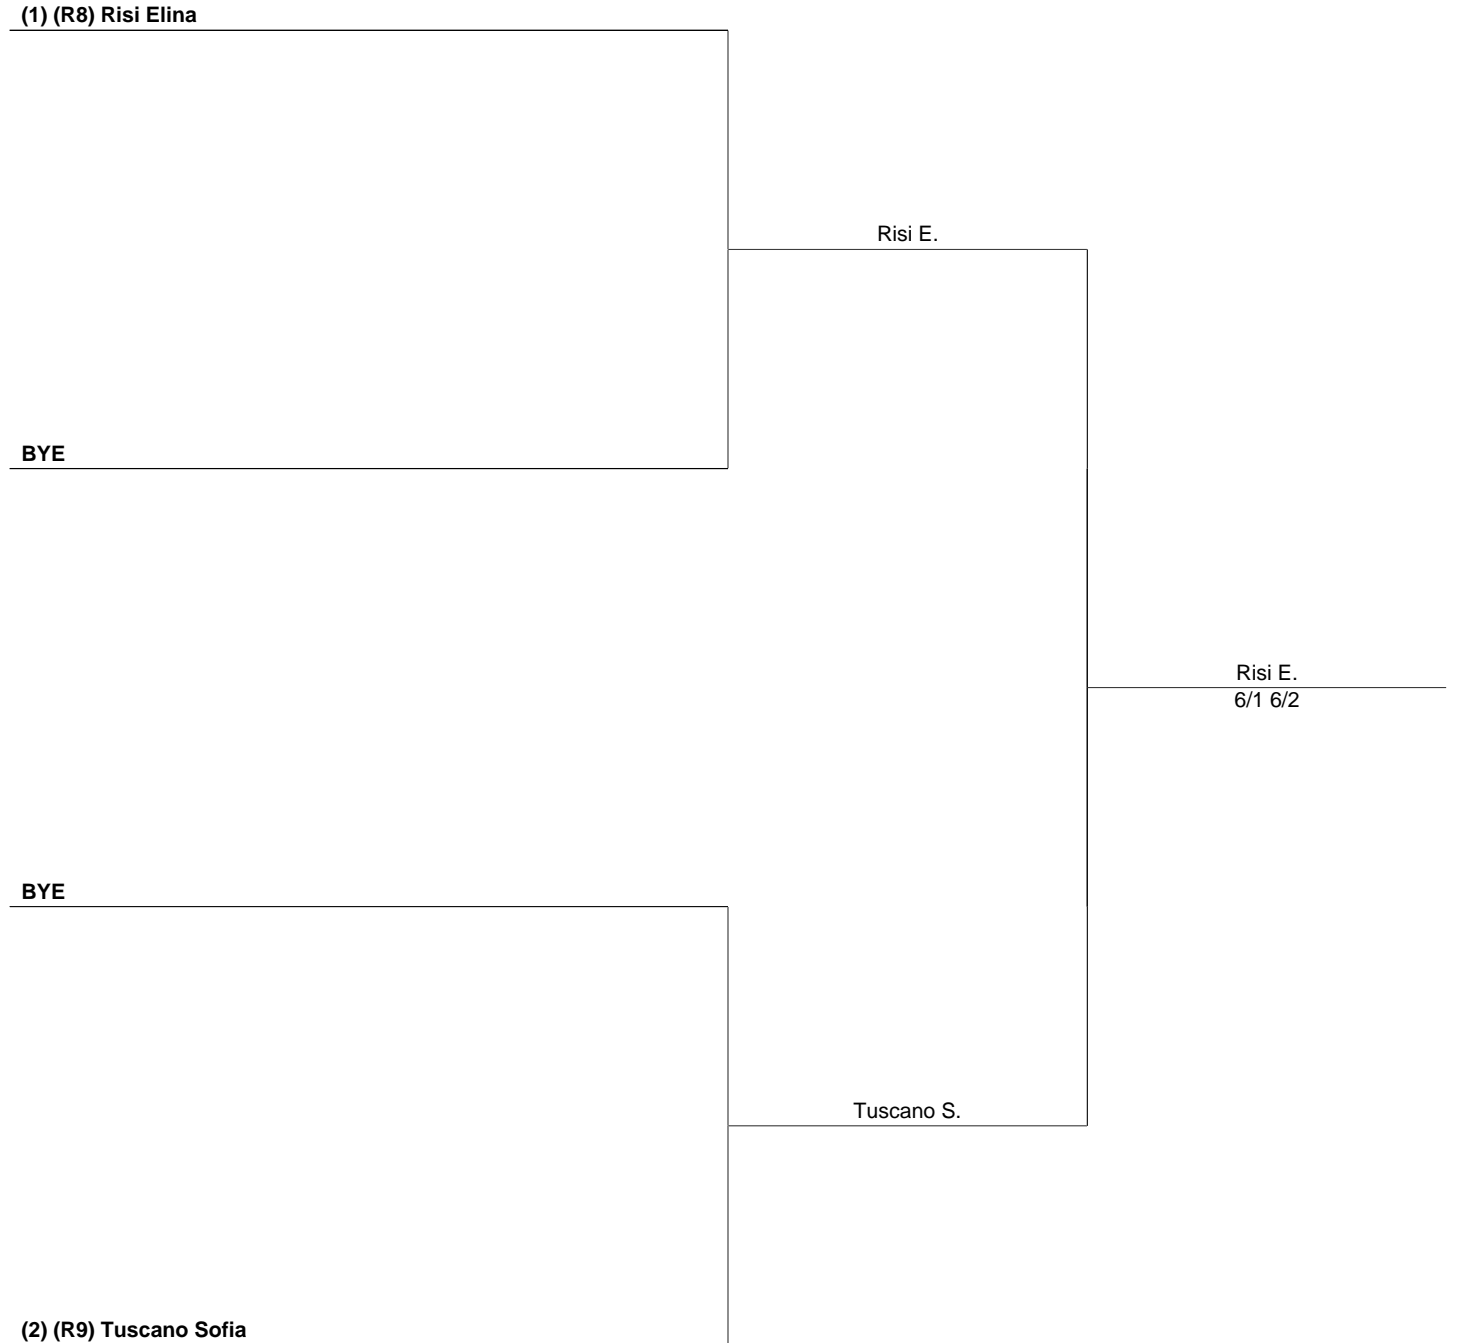 (1) (R8) Risi Elina
Risi E.
BYE
Risi E.
6/1 6/2
BYE
Tuscano S.
(2) (R9) Tuscano Sofia